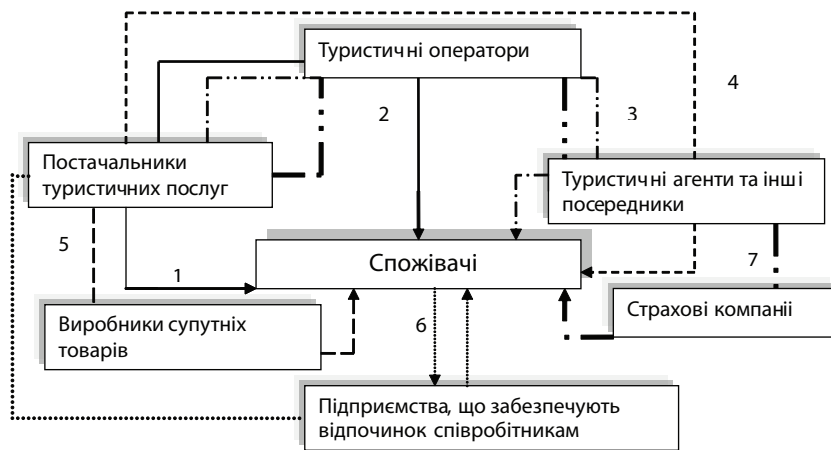 Туристичні оператори
4
2
3
Постачальники
туристичних послуг
Туристичні агенти та інші
посередники
5
1
Споживачі
7
Виробники супутніх
товарів
6
Страхові компаніі
Підприємства, що забезпечують
відпочинок співробітникам